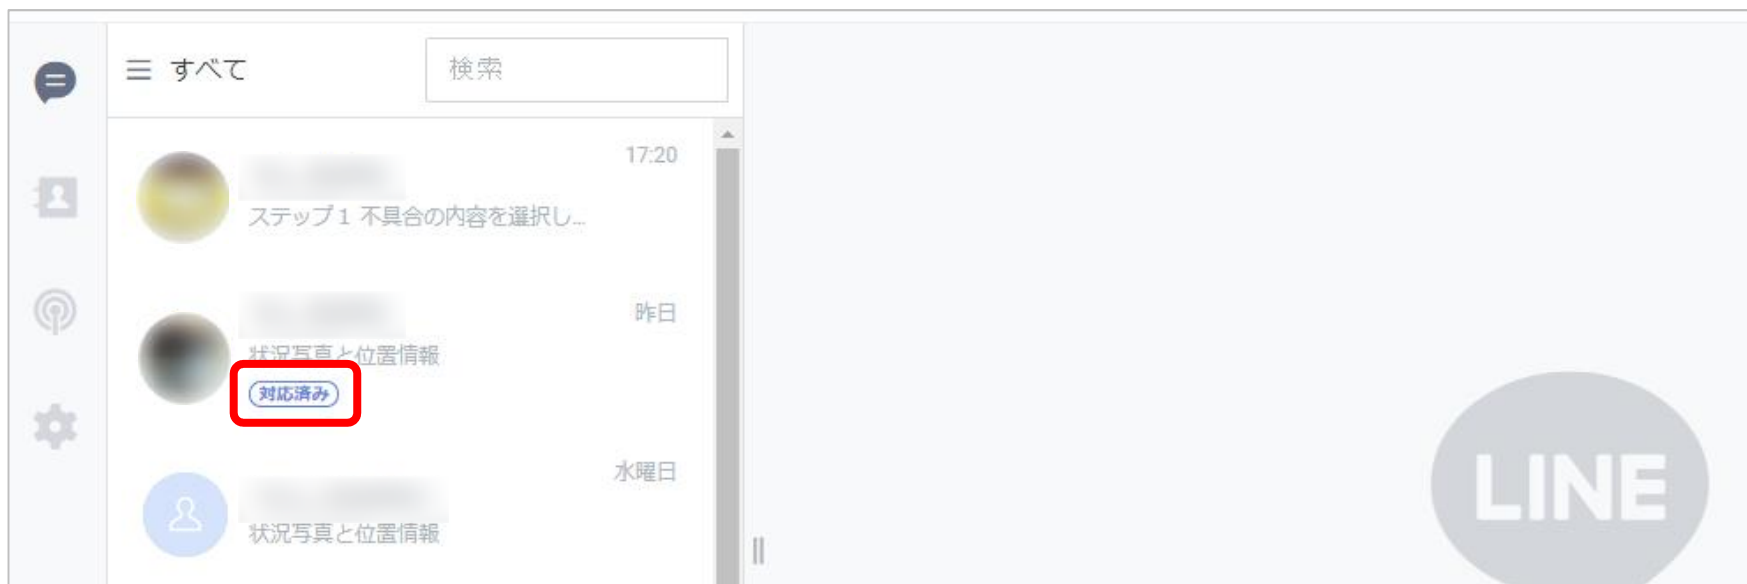 すべて
検索
17:20
ステップ1 不具合の内容を選択し...
昨日
状況写真と位置情報
対応済み
水曜日
状況写真と位置情報
LINE